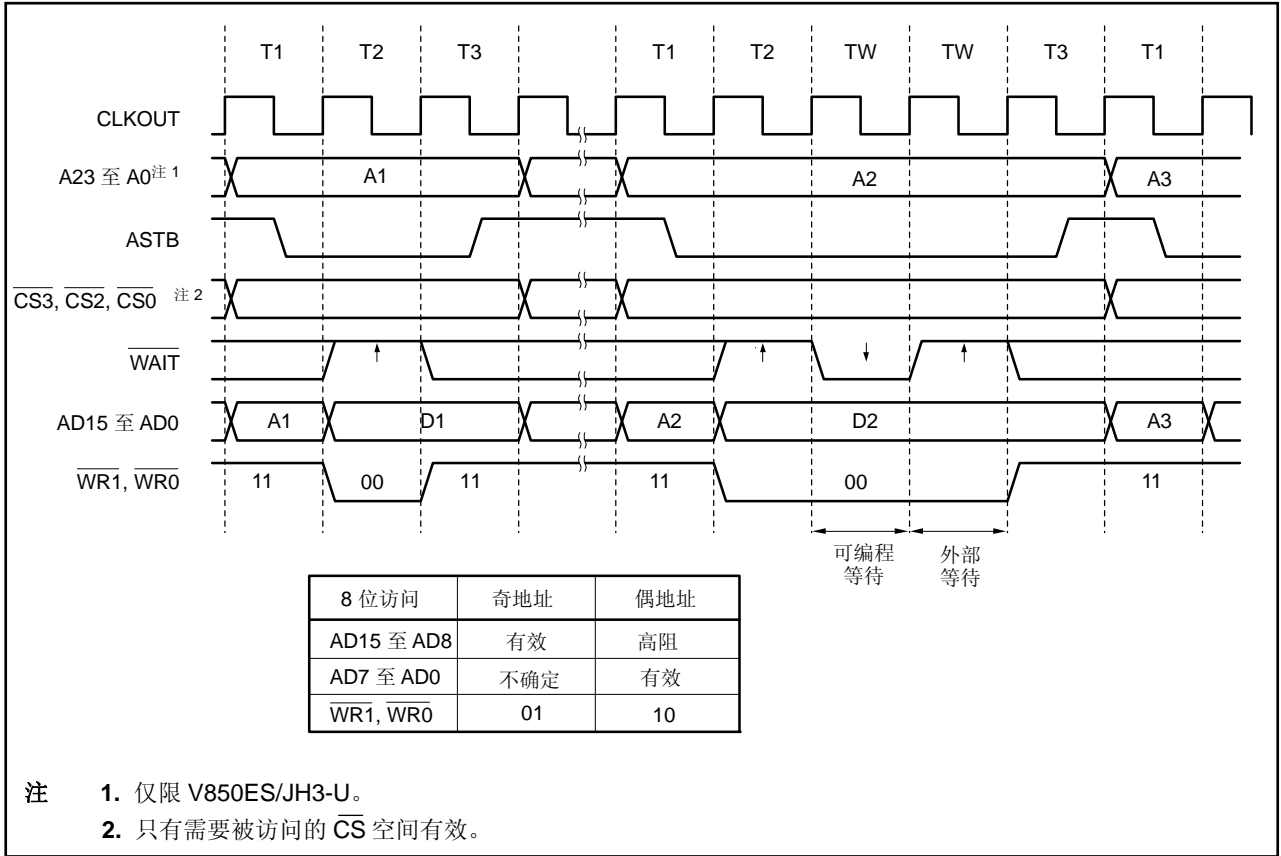 T1 T2 T3 T1 T2 TW TW T3 T1
CLKOUT
A23 至 A0注 1 A1 A2 A3
ASTB
CS3, CS2, CS0 注 2
WAIT
AD15 至 AD0 A1 D1 A2 D2 A3
WR1, WR0 11 00 11 11 00 11
可编程 外部
等待 等待
8 位访问 奇地址 偶地址
AD15 至 AD8 有效 高阻
AD7 至 AD0 不确定 有效
WR1, WR0 01 10
注 1. 仅限 V850ES/JH3-U。
2. 只有需要被访问的 CS 空间有效。